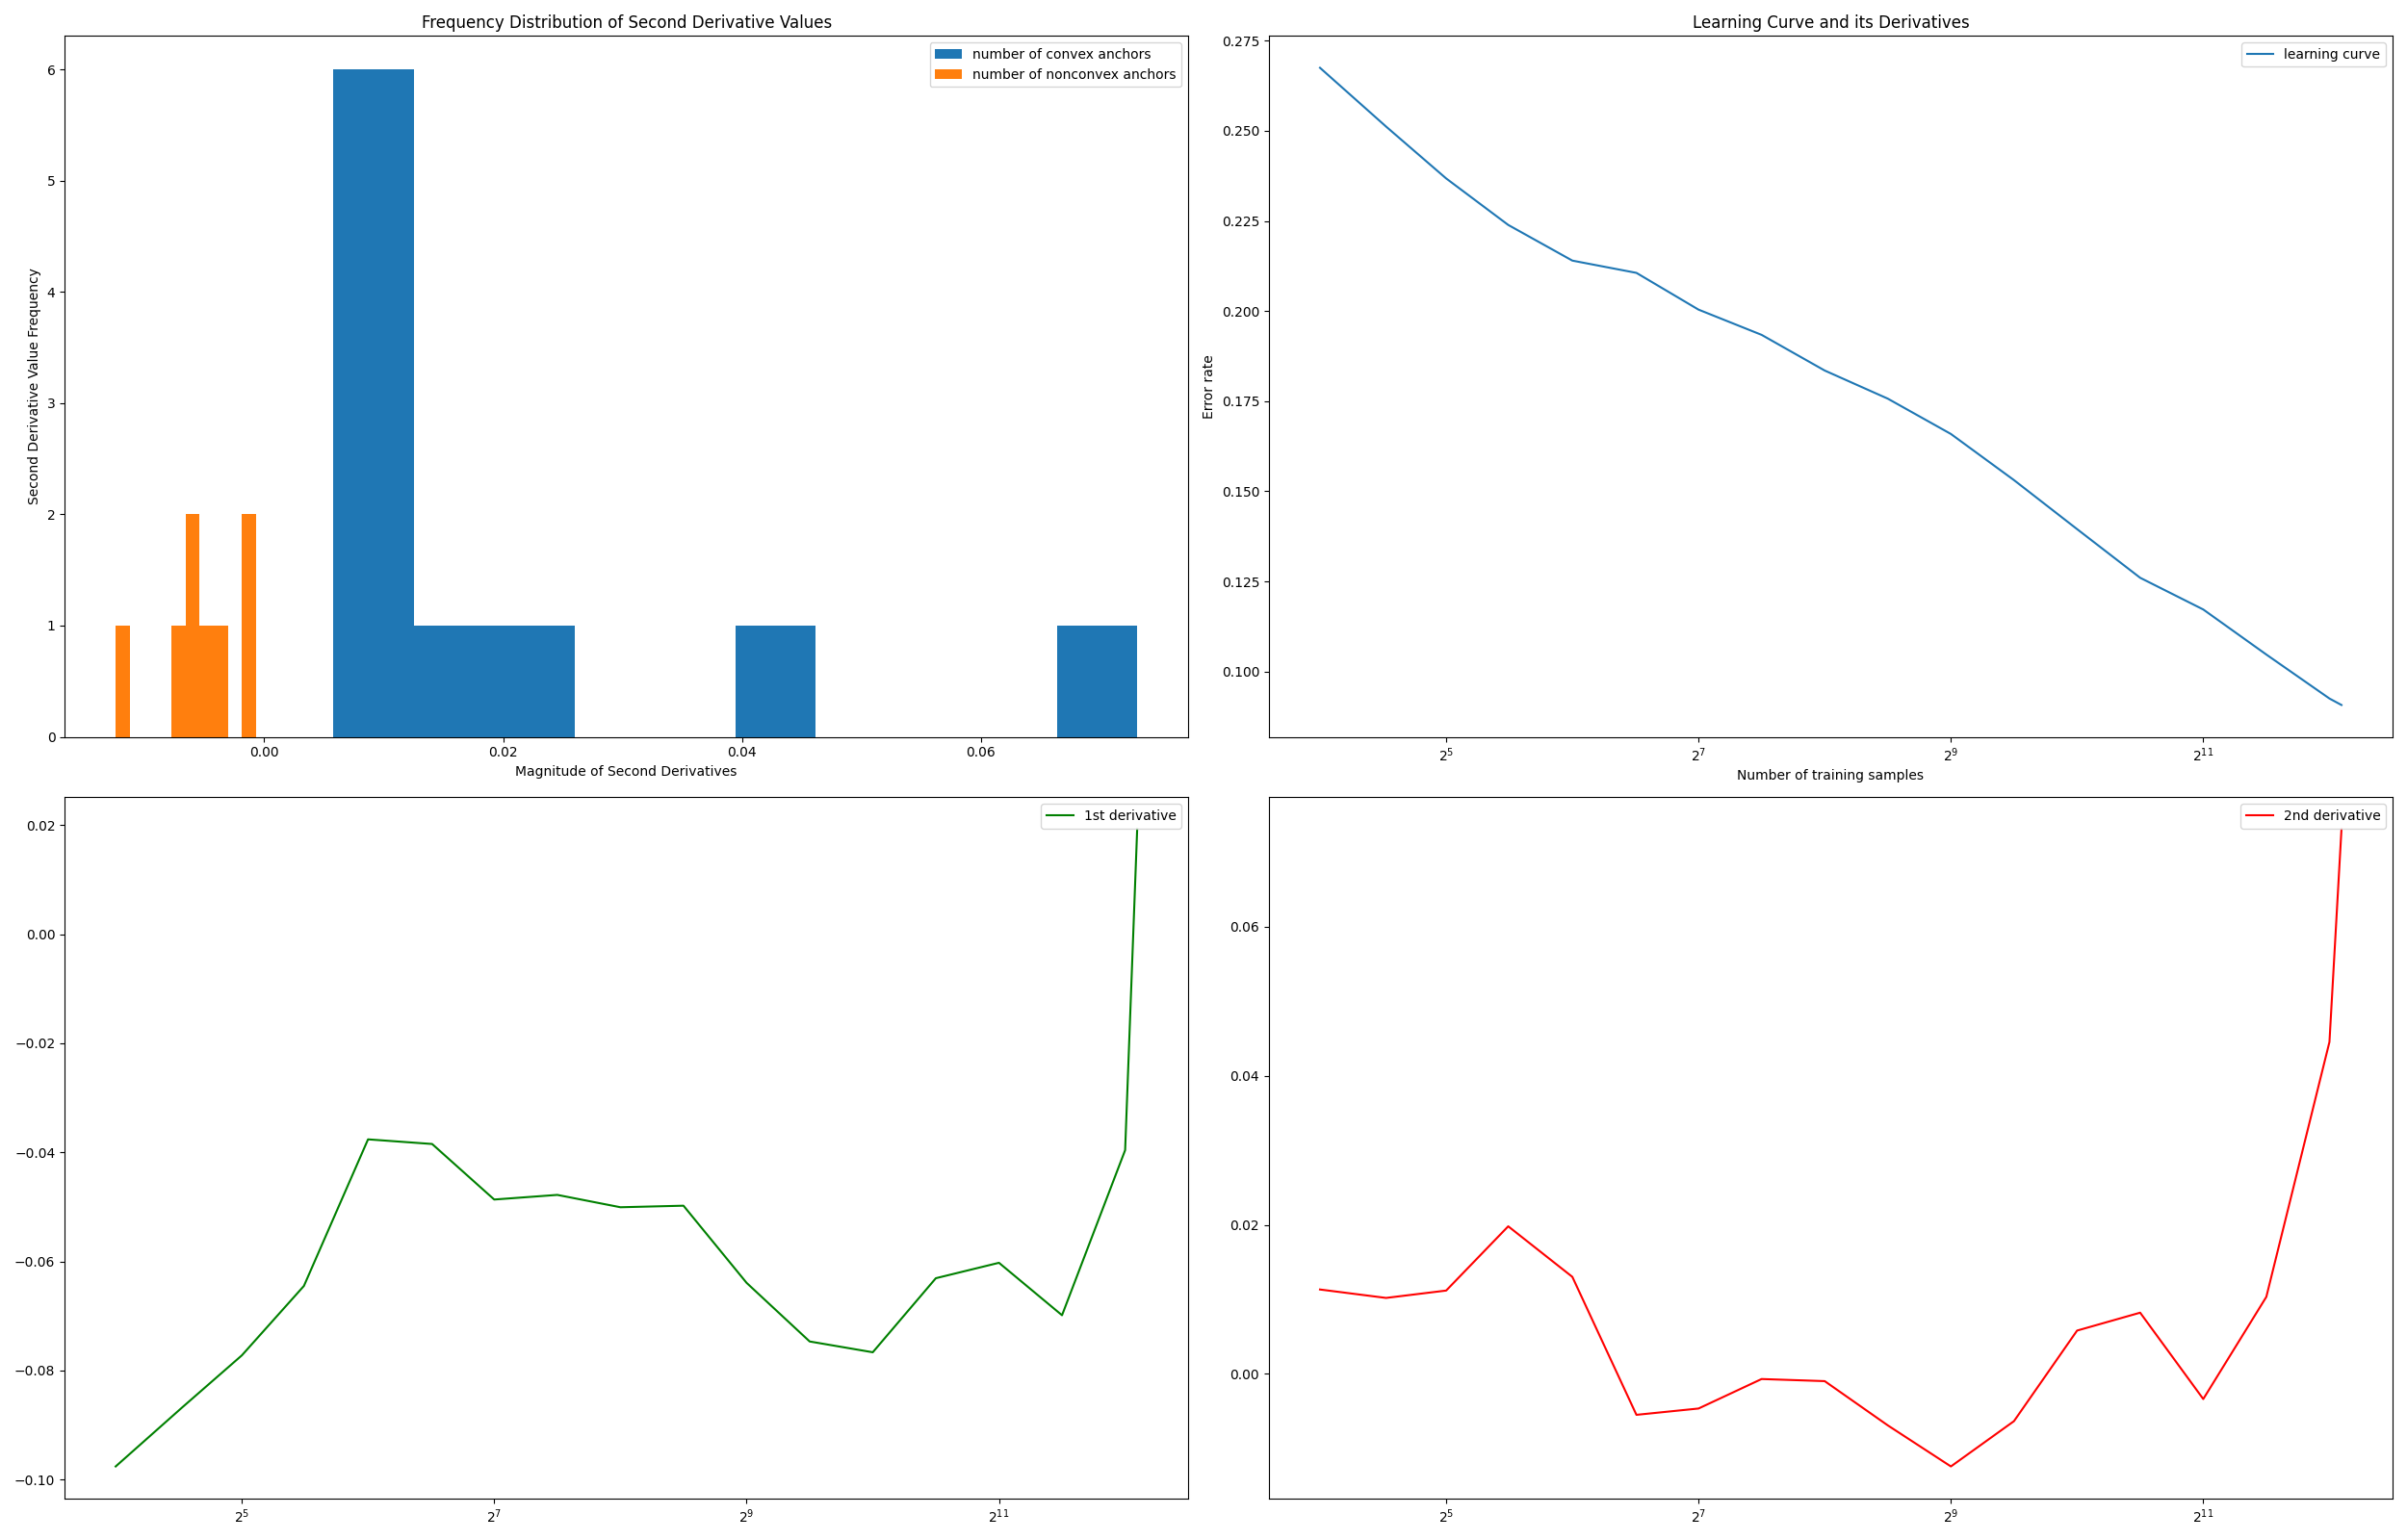 Frequency Distribution of Second Derivative Values
number of convex anchors
number of nonconvex anchors
Second Derivative Value Frequency
6
5
4
3
2
1
0
0.00 0.02 0.04 0.06
Magnitude of Second Derivatives
Learning Curve and its Derivatives
learning curve
Error rate
0.275
0.250
0.225
0.200
0.175
0.150
0.125
0.100
2^5 2^7 2^9 2^11
Number of training samples
1st derivative
0.02
0.00
−0.02
−0.04
−0.06
−0.08
−0.10
2^5 2^7 2^9 2^11
2nd derivative
0.06
0.04
0.02
0.00
2^5 2^7 2^9 2^11